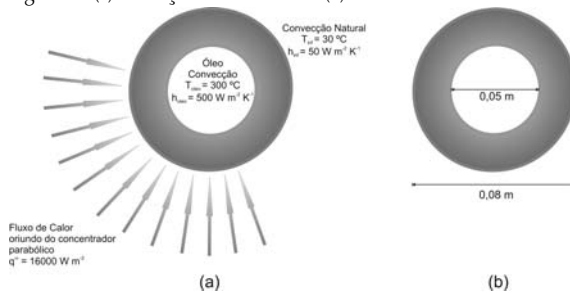 Convecção Natural
T∞ = 30 ºC
h∞ = 50 W m⁻² K⁻¹
Óleo
Convecção
Tóleo = 300 ºC
hóleo = 500 W m⁻² K⁻¹
0,05 m
0,08 m
Fluxo de Calor
oriundo do concentrador
parabólico
q" = 16000 W m⁻²
(a)
(b)